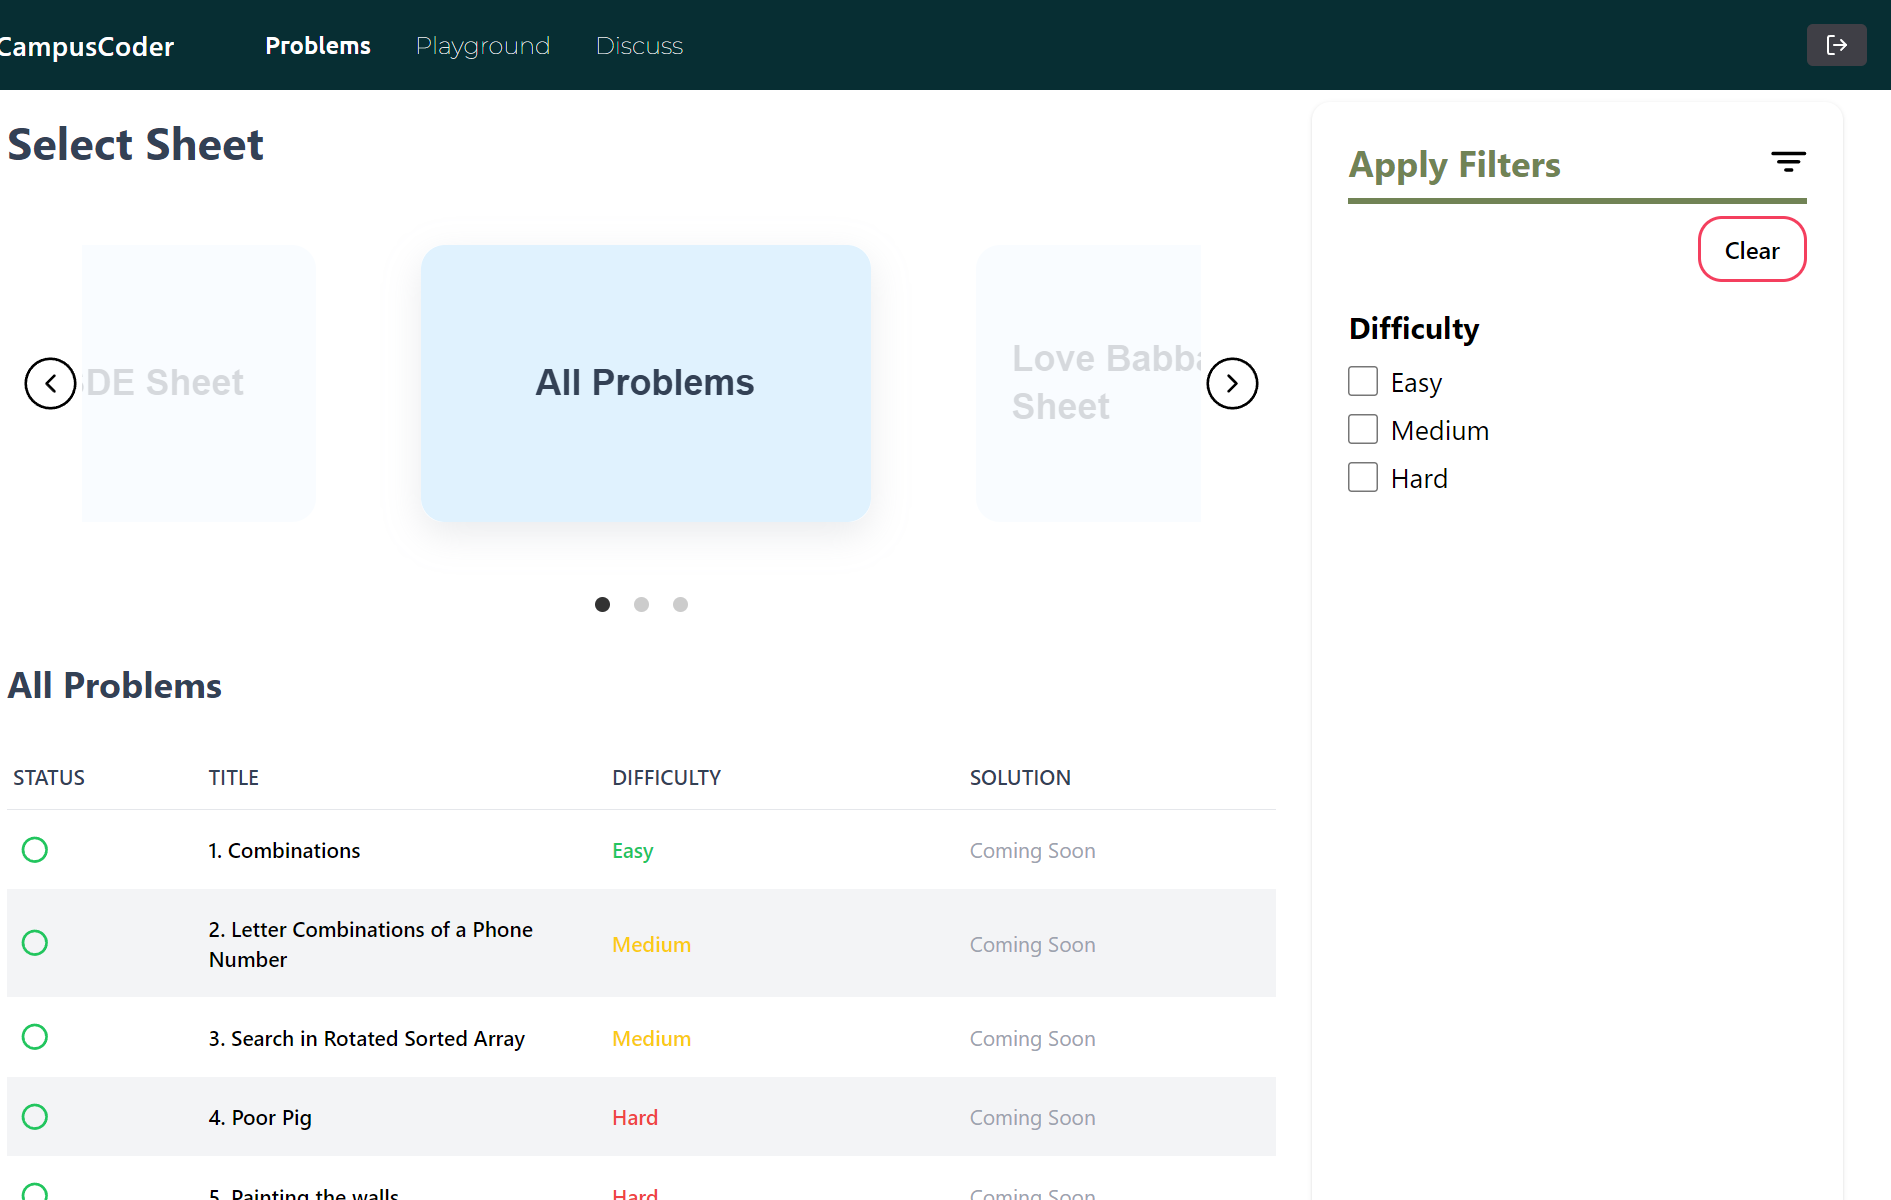 CampusCoder
Problems
Playground
Discuss
Select Sheet
DE Sheet
All Problems
Love Babba
Sheet
Apply Filters
Clear
Difficulty
Easy
Medium
Hard
All Problems
STATUS TITLE DIFFICULTY SOLUTION
1. Combinations Easy Coming Soon
2. Letter Combinations of a Phone
Number
Medium Coming Soon
3. Search in Rotated Sorted Array Medium Coming Soon
4. Poor Pig Hard Coming Soon
5. Painting the walls Hard Coming Soon